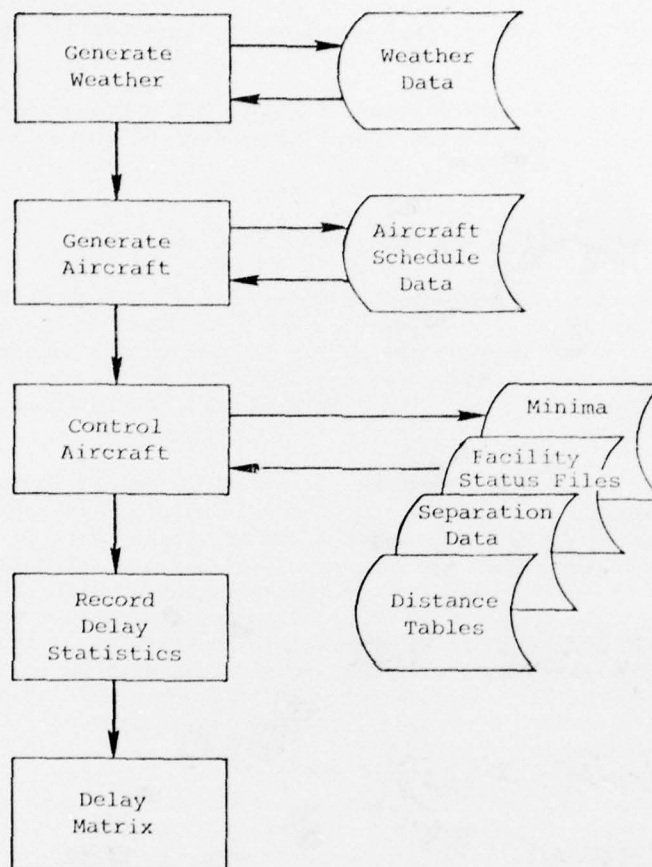 Generate
Weather
Weather
Data
Generate
Aircraft
Aircraft
Schedule
Data
Control
Aircraft
Minima
Facility
Status Files
Separation
Data
Distance
Tables
Record
Delay
Statistics
Delay
Matrix